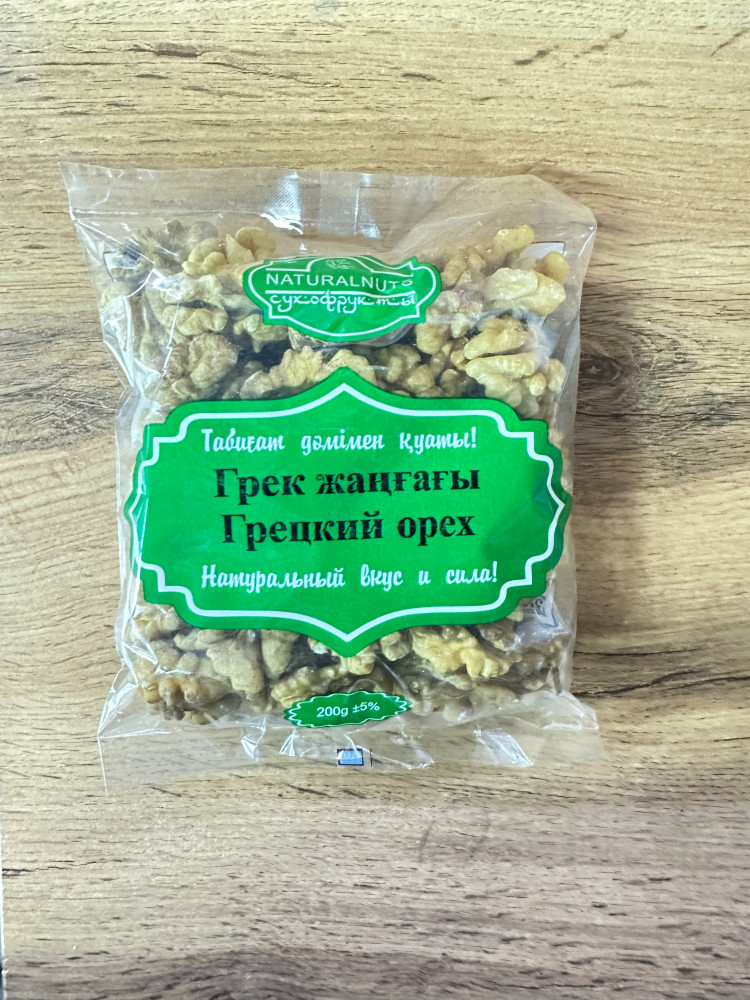 NATURALNUTS
сухофрукты
Табиғат дәмімен қуаты!
Грек жаңғағы
Грецкий орех
Натуральный вкус и сила!
200g ±5%